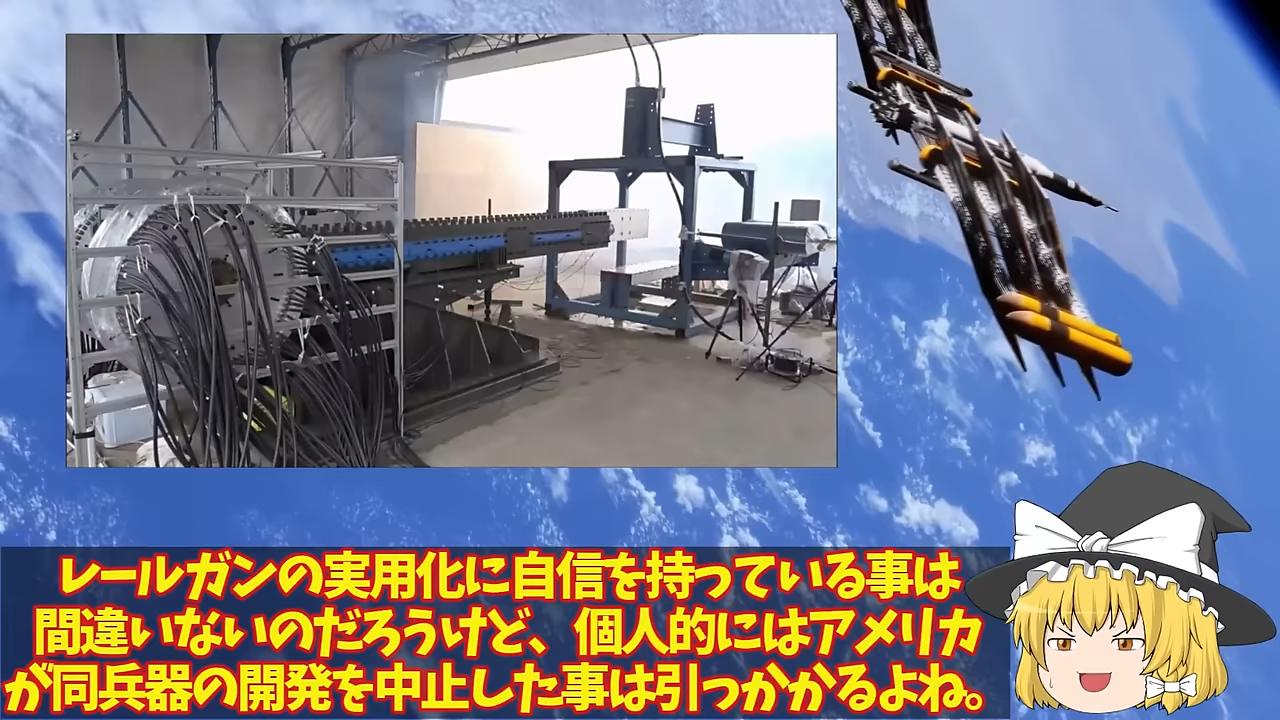 レールガンの実用化に自信を持っている事は
間違いないのだろうけど、個人的にはアメリカ
が同兵器の開発を中止した事は引っかかるよね。